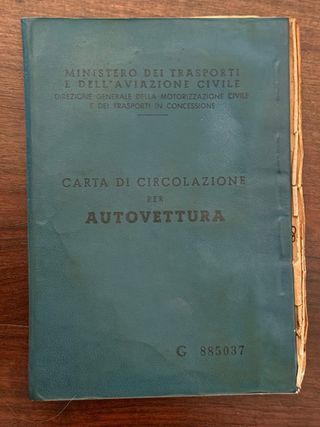 MINISTERO DEI TRASPORTI
E DELL'AVIAZIONE CIVILE
DIREZIONE GENERALE DELLA MOTORIZZAZIONE CIVILE
E DEI TRASPORTI IN CONCESSIONE
CARTA DI CIRCOLAZIONE
PER
AUTOVETTURA
G 885037